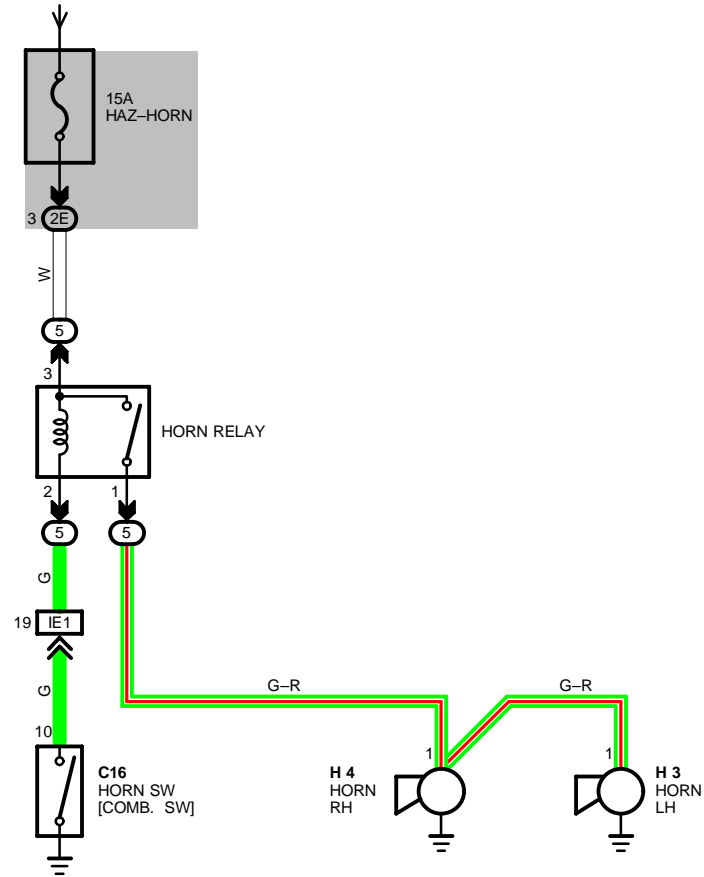 15A
HAZ–HORN
3 2E
W
5
3
HORN RELAY
2 1
5 5
G
19 IE1
G
G–R G–R
10
1 1
C16
HORN SW
[COMB. SW]
H 4
HORN
RH
H 3
HORN
LH